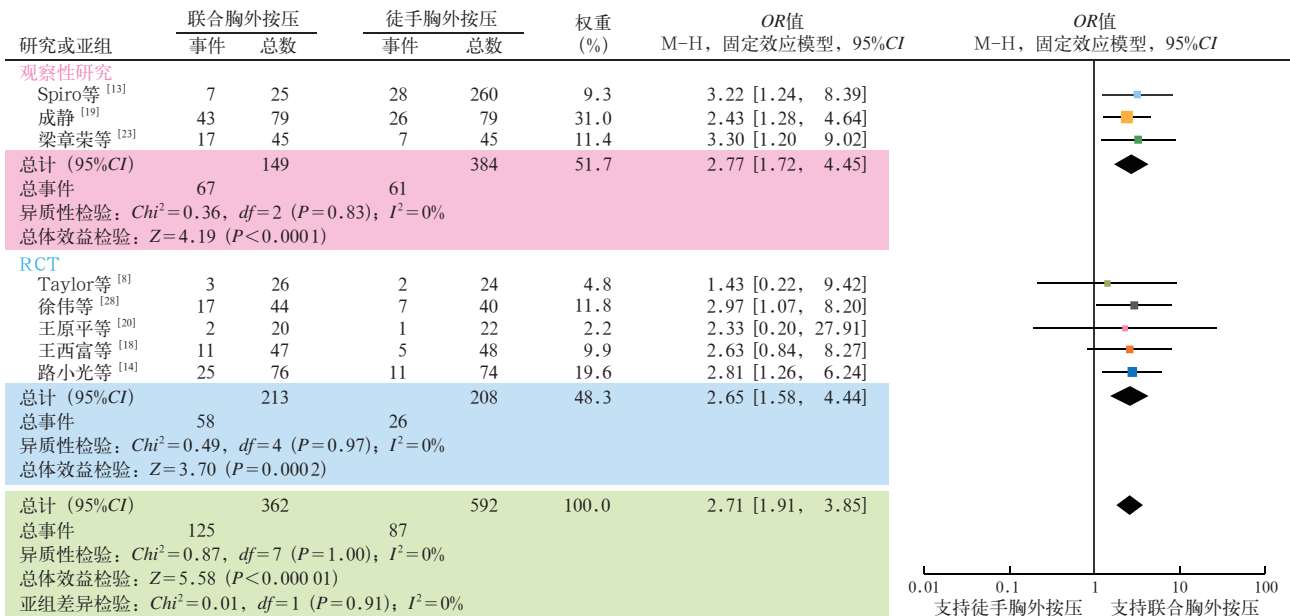 联合胸外按压 徒手胸外按压 权重 OR值 OR值
研究或亚组 事件 总数 事件 总数 (%) M-H，固定效应模型，95%CI M-H，固定效应模型，95%CI
观察性研究
Spiro等 [13] 7 25 28 260 9.3 3.22 [1.24， 8.39]
成静 [19] 43 79 26 79 31.0 2.43 [1.28， 4.64]
梁章荣等 [23] 17 45 7 45 11.4 3.30 [1.20 9.02]
总计（95%CI） 149 384 51.7 2.77 [1.72， 4.45]
总事件 67 61
异质性检验：Chi²=0.36，df=2（P=0.83）；I²=0%
总体效益检验：Z=4.19（P<0.0001）
RCT
Taylor等 [8] 3 26 2 24 4.8 1.43 [0.22， 9.42]
徐伟等 [28] 17 44 7 40 11.8 2.97 [1.07， 8.20]
王原平等 [20] 2 20 1 22 2.2 2.33 [0.20， 27.91]
王西富等 [18] 11 47 5 48 9.9 2.63 [0.84， 8.27]
路小光等 [14] 25 76 11 74 19.6 2.81 [1.26， 6.24]
总计（95%CI） 213 208 48.3 2.65 [1.58， 4.44]
总事件 58 26
异质性检验：Chi²=0.49，df=4（P=0.97）；I²=0%
总体效益检验：Z=3.70（P=0.0002）
总计（95%CI） 362 592 100.0 2.71 [1.91， 3.85]
总事件 125 87
异质性检验：Chi²=0.87，df=7（P=1.00）；I²=0%
总体效益检验：Z=5.58（P<0.000 01）
亚组差异检验：Chi²=0.01，df=1（P=0.91）；I²=0%
0.01 0.1 1 10 100
支持徒手胸外按压 支持联合胸外按压